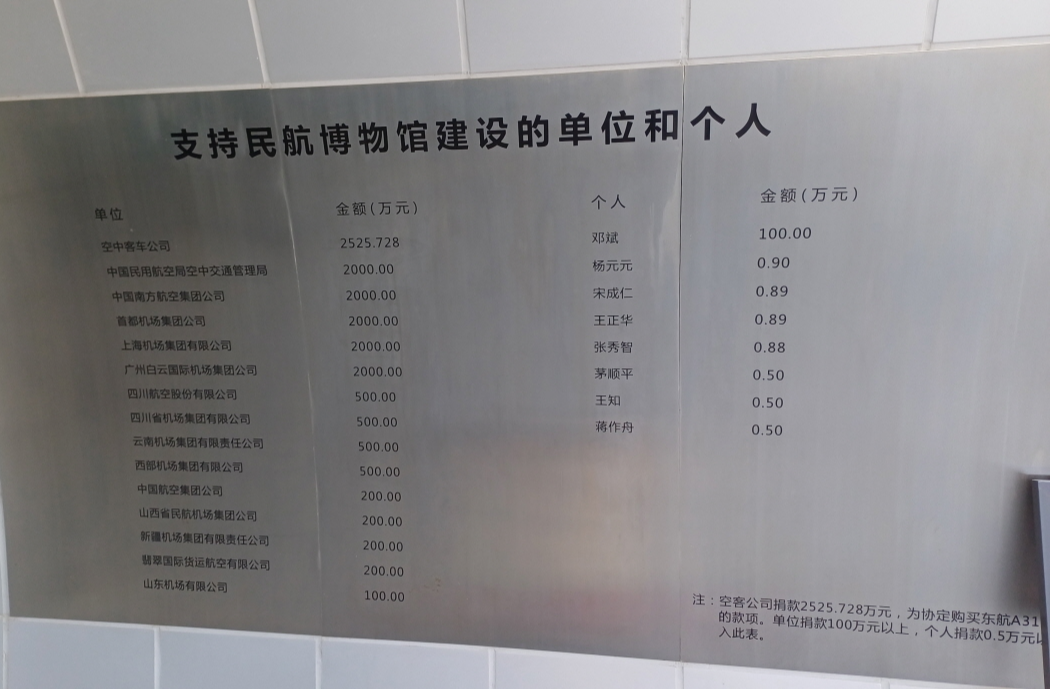 支持民航博物馆建设的单位和个人
单位 金额(万元)
空中客车公司 2525.728
中国民用航空局空中交通管理局 2000.00
中国南方航空集团公司 2000.00
首都机场集团公司 2000.00
上海机场集团有限公司 2000.00
广州白云国际机场集团公司 2000.00
四川航空股份有限公司 500.00
四川省机场集团有限公司 500.00
云南机场集团有限责任公司 500.00
西部机场集团有限公司 500.00
中国航空集团公司 200.00
山西省民航机场集团公司 200.00
新疆机场集团有限责任公司 200.00
翡翠国际货运航空有限公司 200.00
山东机场有限公司 100.00
个人 金额(万元)
邓斌 100.00
杨元元 0.90
宋成仁 0.89
王正华 0.89
张秀智 0.88
茅顺平 0.50
王知 0.50
蒋作舟 0.50
注：空客公司捐款2525.728万元，为协定购买东航A31
的款项。单位捐款100万元以上，个人捐款0.5万元
入此表。